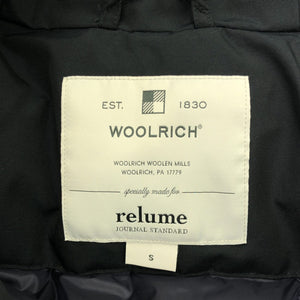 EST. 1830
WOOLRICH®
WOOLRICH WOOLEN MILLS
WOOLRICH, PA 17779
specially made for
relume
JOURNAL STANDARD
S